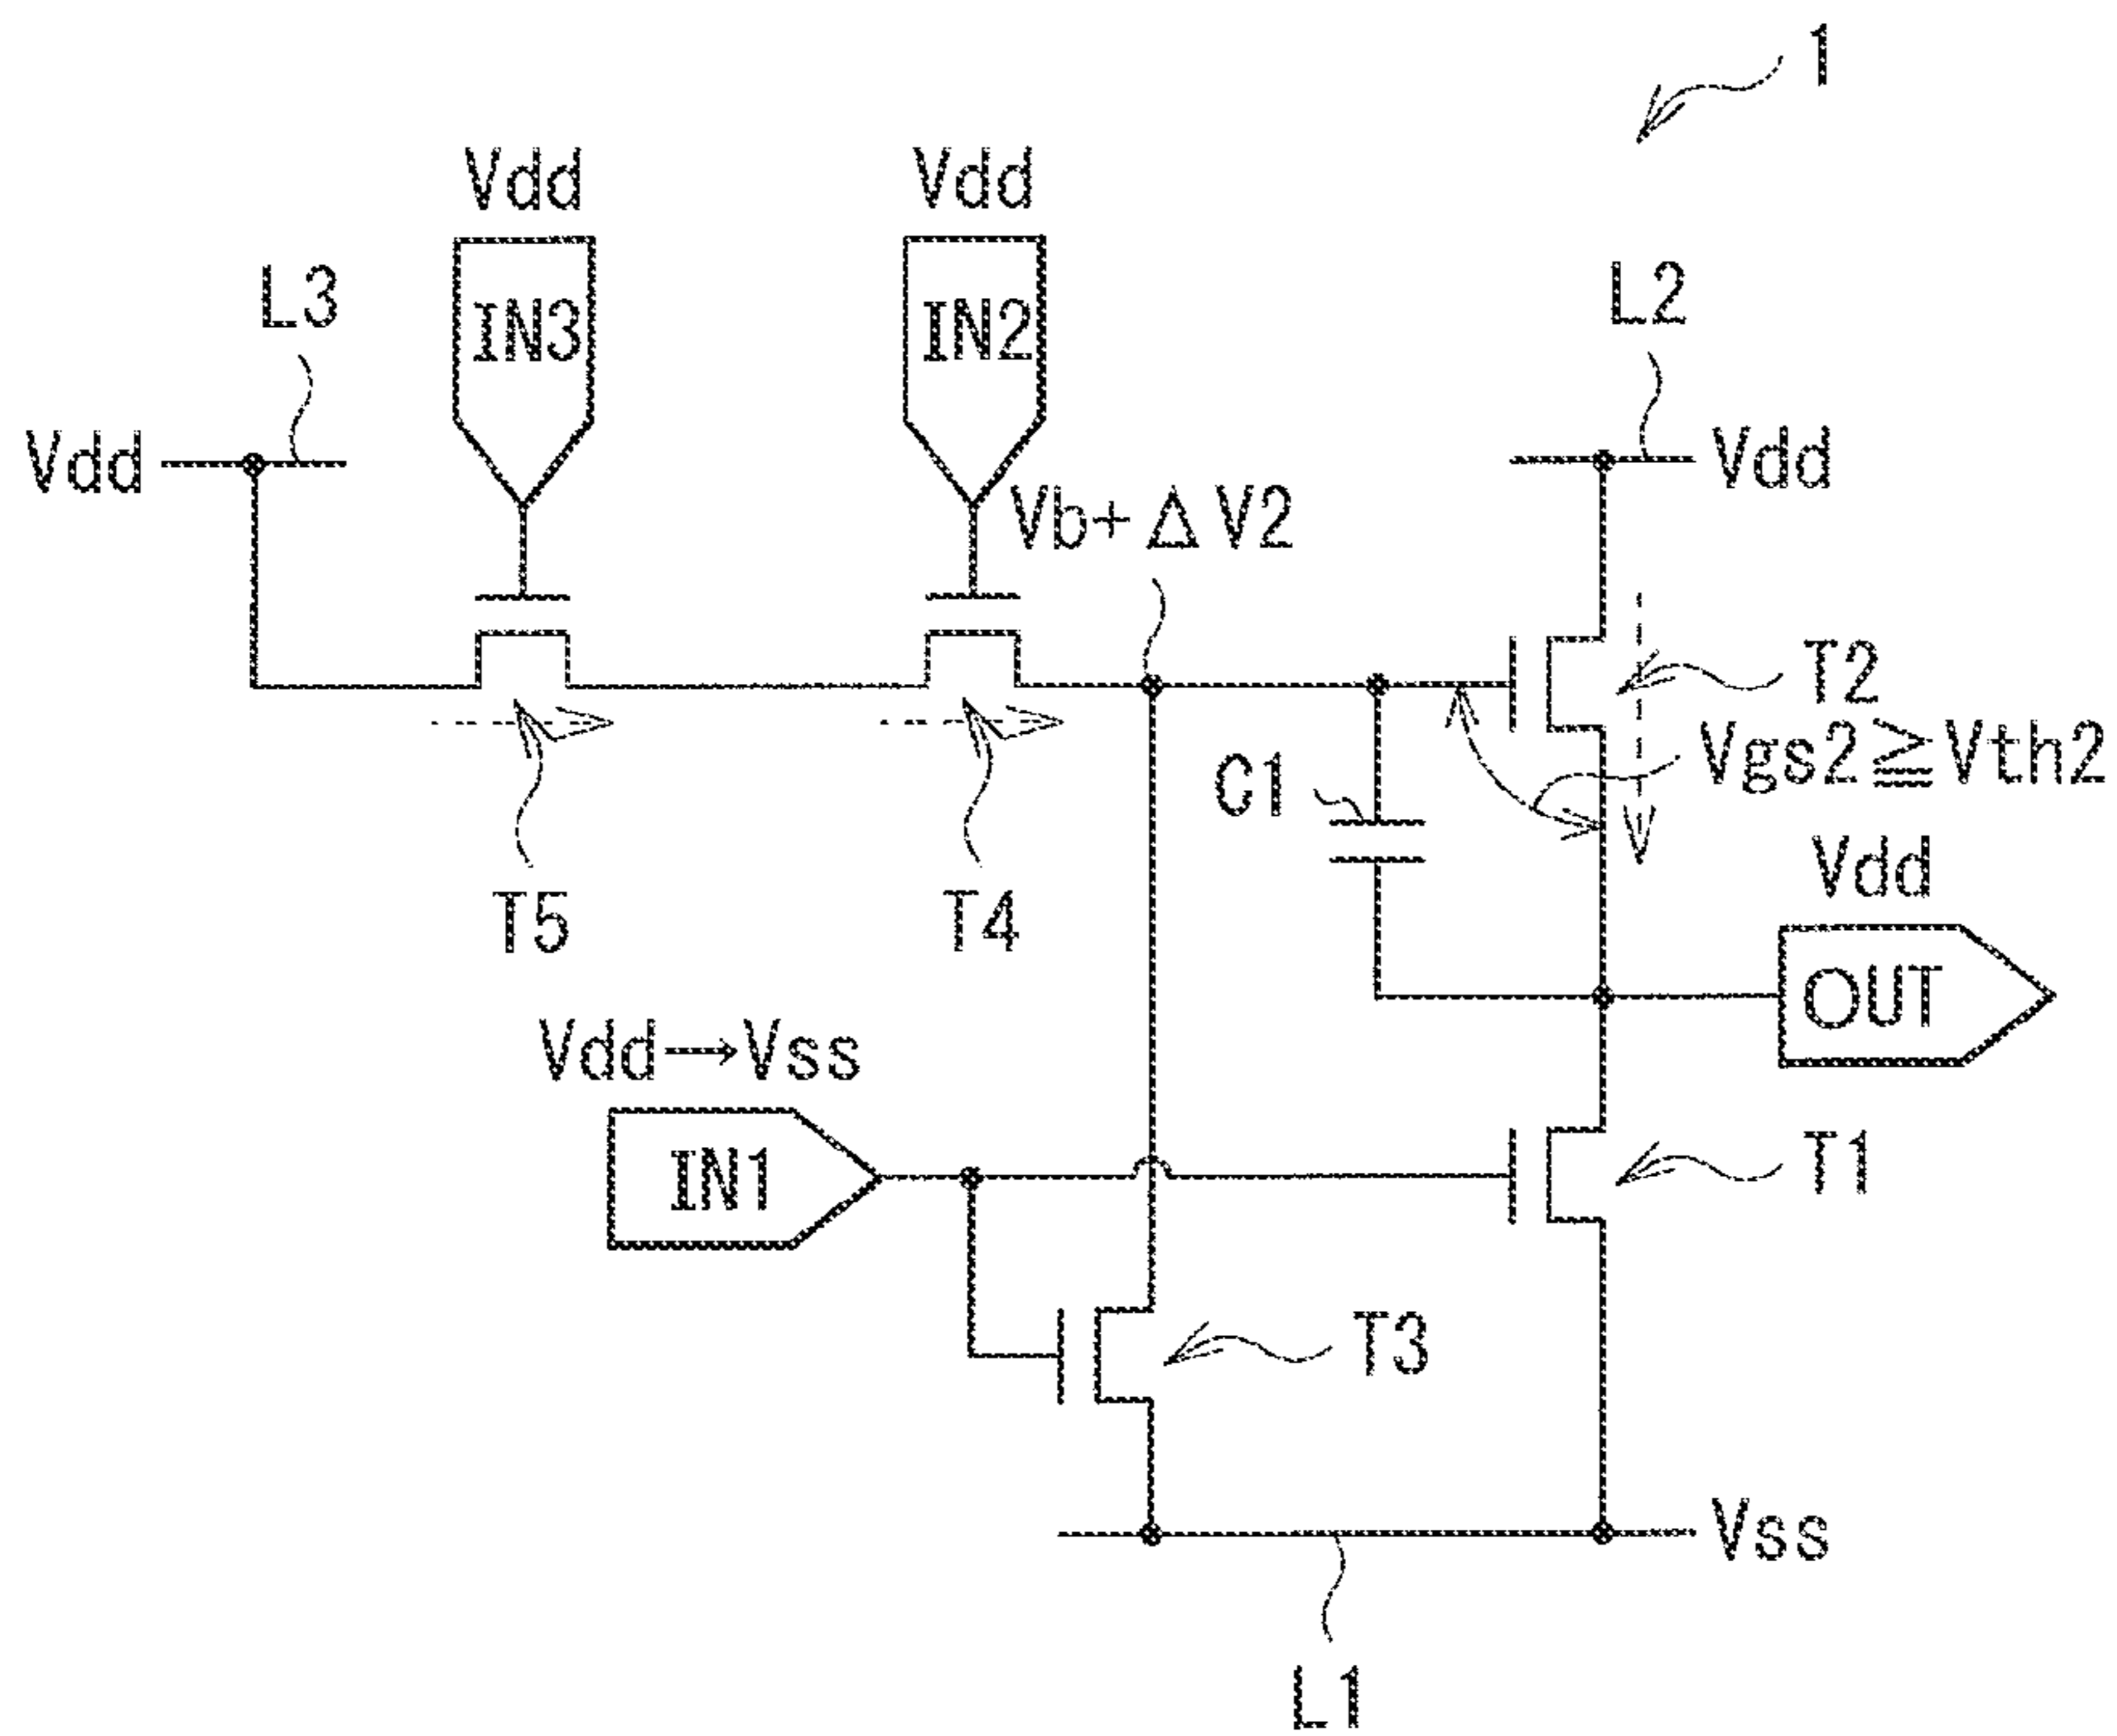 1
Vdd
Vdd
L3
IN3
IN2
L2
Vdd
Vb+ΔV2
Vdd
T2
Vgs2≧Vth2
C1
T5
T4
Vdd
OUT
Vdd→Vss
IN1
T1
T3
Vss
L1